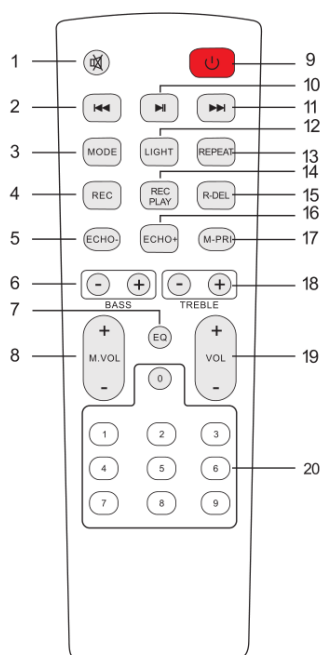 1
9
10
2
11
12
3 MODE LIGHT REPEAT 13
14
4 REC REC PLAY R-DEL 15
16
5 ECHO- ECHO+ M-PRI 17
6 - + - + 18
BASS TREBLE
7 EQ
+ +
8 M.VOL VOL 19
- -
0
1 2 3
4 5 6 20
7 8 9